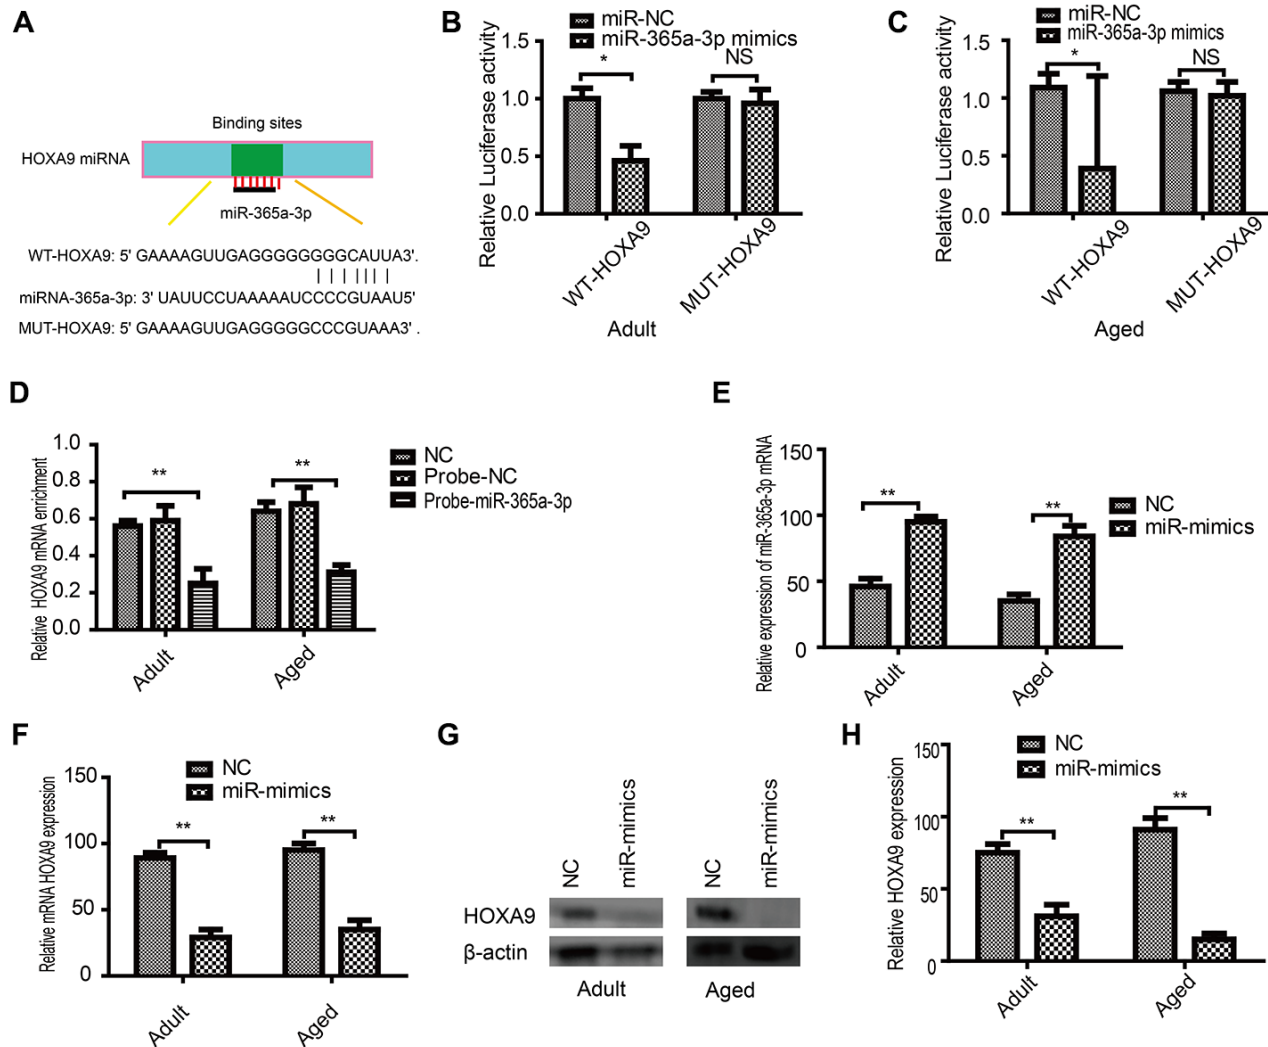 A
Binding sites
HOXA9 miRNA
miR-365a-3p
WT-HOXA9: 5' GAAAAGUUGAGGGGGGGGCAUUA3'.
miRNA-365a-3p: 3' UAUUCCUAAAAAUCCCCGUAAU5'
MUT-HOXA9: 5' GAAAAGUUGAGGGGGCCCGUAAA3' .
B
miR-NC
miR-365a-3p mimics
Relative Luciferase activity
1.5
1.0
0.5
0.0
*
NS
WT-HOXA9
MUT-HOXA9
Adult
C
miR-NC
miR-365a-3p mimics
Relative Luciferase activity
1.5
1.0
0.5
0.0
*
NS
WT-HOXA9
MUT-HOXA9
Aged
D
Relative HOXA9 mRNA enrichment
1.0
0.8
0.6
0.4
0.2
0.0
**
**
NC
Probe-NC
Probe-miR-365a-3p
Adult
Aged
E
Relative expression of miR-365a-3p mRNA
150
100
50
0
**
**
NC
miR-mimics
Adult
Aged
F
NC
miR-mimics
Relative mRNA HOXA9 expression
150
100
50
0
**
**
Adult
Aged
G
NC
miR-mimics
NC
miR-mimics
HOXA9
β-actin
Adult
Aged
H
NC
miR-mimics
Relative HOXA9 expression
150
100
50
0
**
**
Adult
Aged